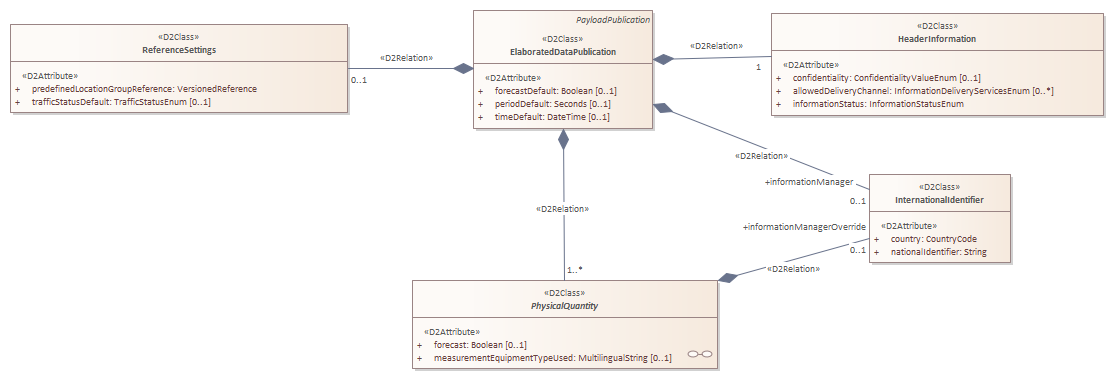 PayloadPublication
«D2Class»
ElaboratedDataPublication
«D2Attribute»
+ forecastDefault: Boolean [0..1]
+ periodDefault: Seconds [0..1]
+ timeDefault: DateTime [0..1]
«D2Class»
ReferenceSettings
«D2Attribute»
+ predefinedLocationGroupReference: VersionedReference
+ trafficStatusDefault: TrafficStatusEnum [0..1]
«D2Relation»
0..1
«D2Relation»
1
«D2Class»
HeaderInformation
«D2Attribute»
+ confidentiality: ConfidentialityValueEnum [0..1]
+ allowedDeliveryChannel: InformationDeliveryServicesEnum [0..*]
+ informationStatus: InformationStatusEnum
«D2Relation»
+informationManager
0..1
«D2Class»
InternationalIdentifier
«D2Attribute»
+ country: CountryCode
+ nationalIdentifier: String
«D2Relation»
1..*
+informationManagerOverride
0..1
«D2Relation»
«D2Class»
PhysicalQuantity
«D2Attribute»
+ forecast: Boolean [0..1]
+ measurementEquipmentTypeUsed: MultilingualString [0..1]